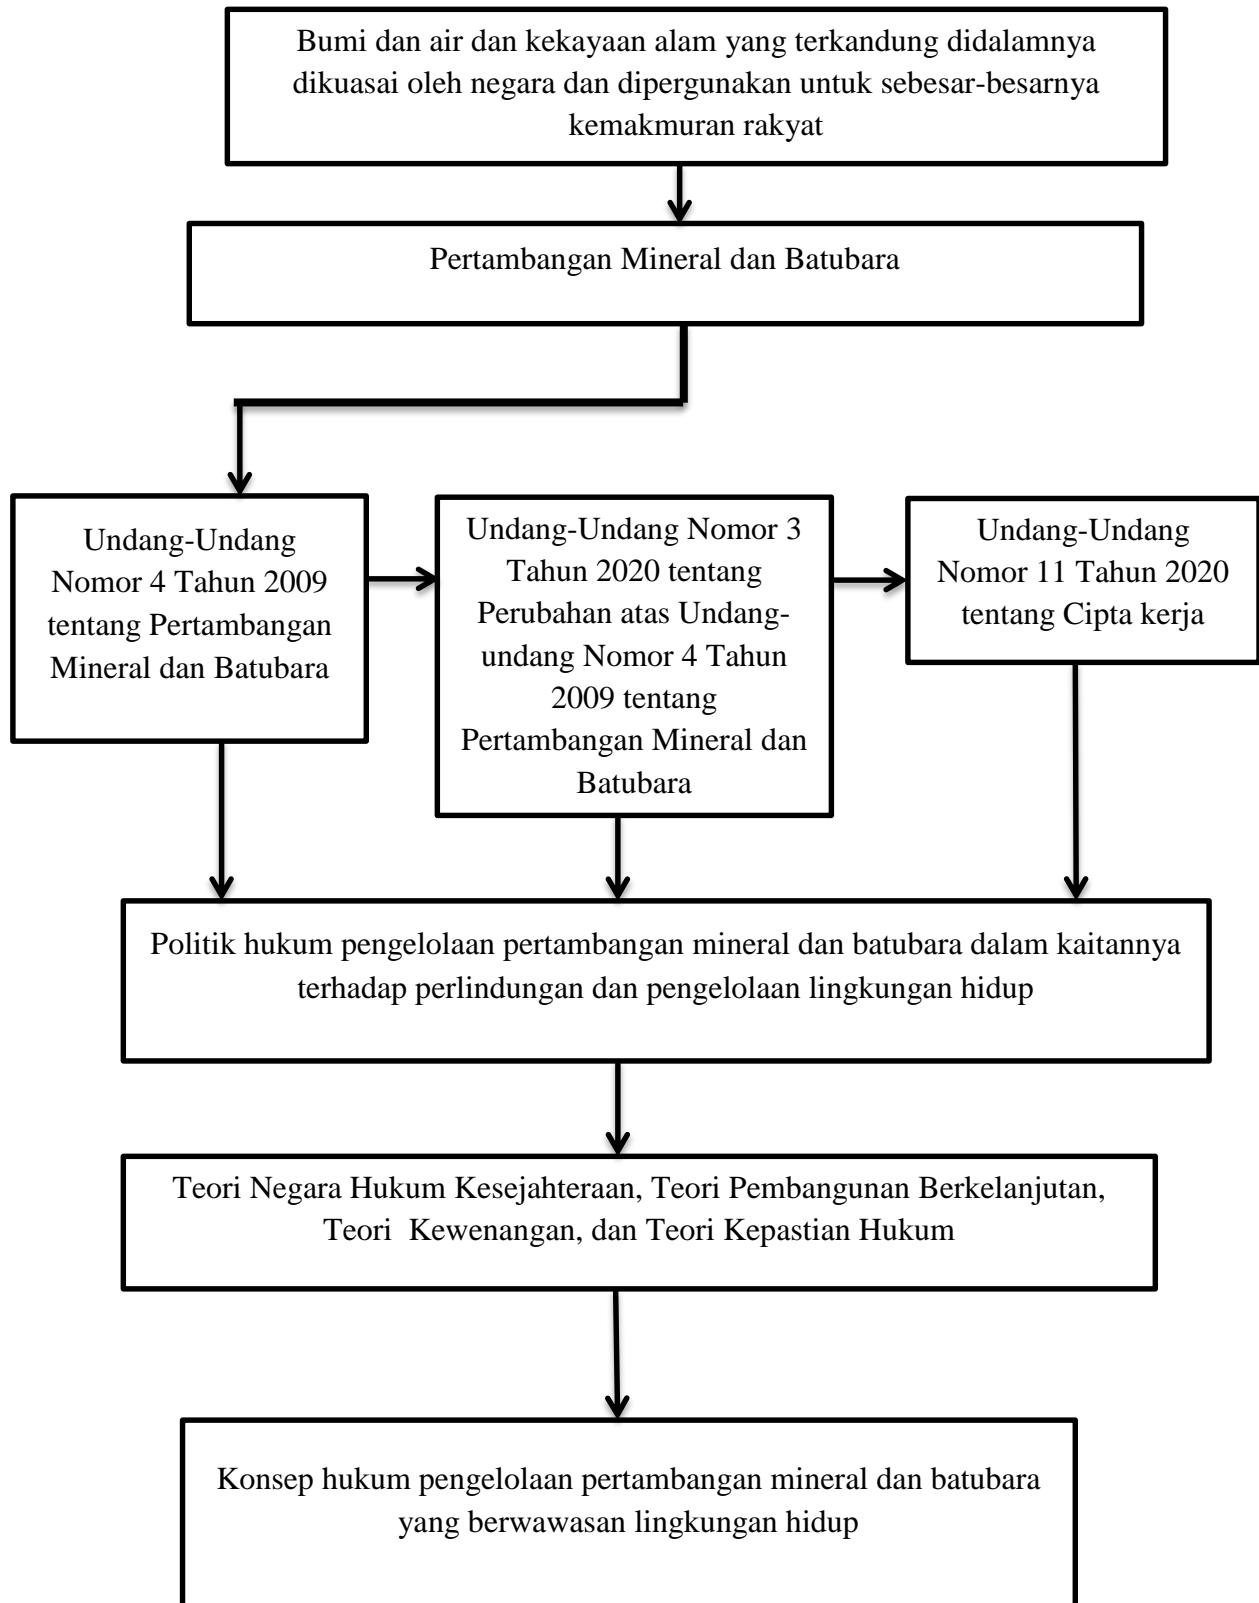 Bumi dan air dan kekayaan alam yang terkandung didalamnya
dikuasai oleh negara dan dipergunakan untuk sebesar-besarnya
kemakmuran rakyat
Pertambangan Mineral dan Batubara
Undang-Undang
Nomor 4 Tahun 2009
tentang Pertambangan
Mineral dan Batubara
Undang-Undang Nomor 3
Tahun 2020 tentang
Perubahan atas Undang-
undang Nomor 4 Tahun
2009 tentang
Pertambangan Mineral dan
Batubara
Undang-Undang
Nomor 11 Tahun 2020
tentang Cipta kerja
Politik hukum pengelolaan pertambangan mineral dan batubara dalam kaitannya
terhadap perlindungan dan pengelolaan lingkungan hidup
Teori Negara Hukum Kesejahteraan, Teori Pembangunan Berkelanjutan,
Teori  Kewenangan, dan Teori Kepastian Hukum
Konsep hukum pengelolaan pertambangan mineral dan batubara
yang berwawasan lingkungan hidup